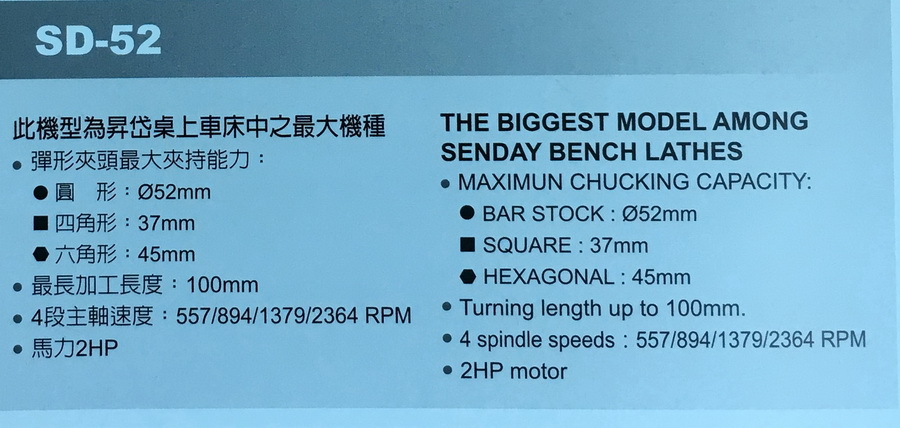 SD-52
此機型為昇岱桌上車床中之最大機種
• 彈形夾頭最大夾持能力：
● 圓 形：Ø52mm
■ 四角形：37mm
⬣ 六角形：45mm
• 最長加工長度：100mm
• 4段主軸速度：557/894/1379/2364 RPM
• 馬力2HP
THE BIGGEST MODEL AMONG
SENDAY BENCH LATHES
• MAXIMUN CHUCKING CAPACITY:
● BAR STOCK : Ø52mm
■ SQUARE : 37mm
⬣ HEXAGONAL : 45mm
• Turning length up to 100mm.
• 4 spindle speeds : 557/894/1379/2364 RPM
• 2HP motor